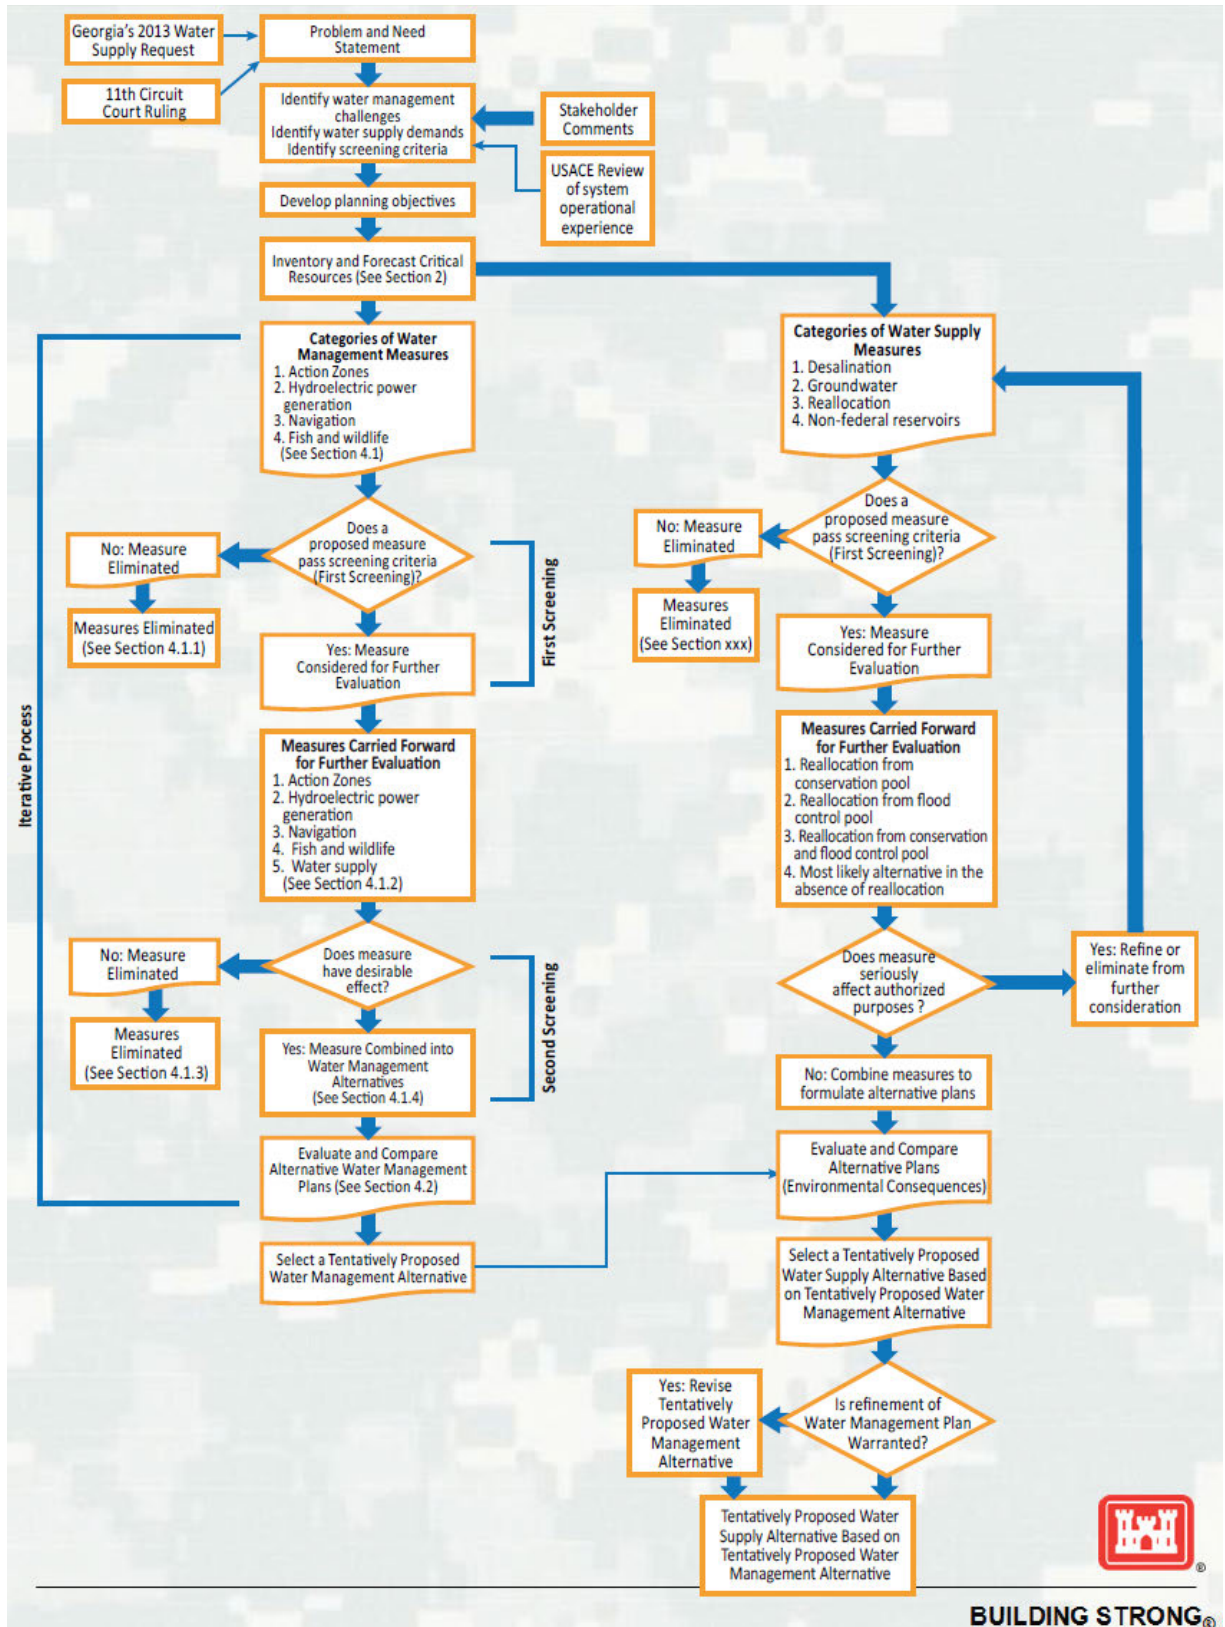 Georgia's 2013 Water
Supply Request
Problem and Need
Statement
11th Circuit
Court Ruling
Identify water management
challenges
Identify water supply demands
Identify screening criteria
Stakeholder
Comments
USACE Review
of system
operational
experience
Develop planning objectives
Inventory and Forecast Critical
Resources (See Section 2)
Categories of Water
Management Measures
1. Action Zones
2. Hydroelectric power
generation
3. Navigation
4. Fish and wildlife
(See Section 4.1)
Does a
proposed measure
pass screening criteria
(First Screening)?
No: Measure
Eliminated
Measures Eliminated
(See Section 4.1.1)
Yes: Measure
Considered for Further
Evaluation
First Screening
Iterative Process
Measures Carried Forward
for Further Evaluation
1. Action Zones
2. Hydroelectric power
generation
3. Navigation
4. Fish and wildlife
5. Water supply
(See Section 4.1.2)
Does measure
have desirable
effect?
No: Measure
Eliminated
Measures
Eliminated
(See Section 4.1.3)
Yes: Measure Combined into
Water Management
Alternatives
(See Section 4.1.4)
Second Screening
Evaluate and Compare
Alternative Water Management
Plans (See Section 4.2)
Select a Tentatively Proposed
Water Management Alternative
Categories of Water Supply
Measures
1. Desalination
2. Groundwater
3. Reallocation
4. Non-federal reservoirs
Does a
proposed measure
pass screening criteria
(First Screening)?
No: Measure
Eliminated
Measures
Eliminated
(See Section xxx)
Yes: Measure
Considered for Further
Evaluation
Measures Carried Forward
for Further Evaluation
1. Reallocation from
conservation pool
2. Reallocation from flood
control pool
3. Reallocation from conservation
and flood control pool
4. Most likely alternative in the
absence of reallocation
Does measure
seriously
affect authorized
purposes ?
Yes: Refine or
eliminate from
further
consideration
No: Combine measures to
formulate alternative plans
Evaluate and Compare
Alternative Plans
(Environmental Consequences)
Select a Tentatively Proposed
Water Supply Alternative Based
on Tentatively Proposed Water
Management Alternative
Is refinement of
Water Management Plan
Warranted?
Yes: Revise
Tentatively
Proposed Water
Management
Alternative
Tentatively Proposed Water
Supply Alternative Based on
Tentatively Proposed Water
Management Alternative
®
BUILDING STRONG®